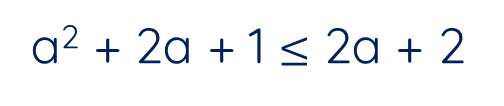 a² + 2a + 1 ≤ 2a + 2